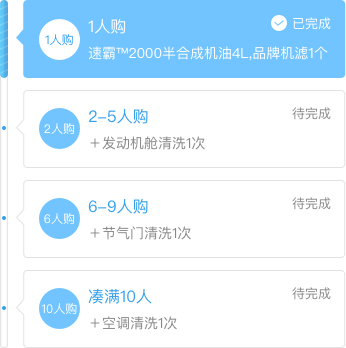 1人购
1人购
已完成
速霸™2000半合成机油4L,品牌机滤1个
2人购
2-5人购
待完成
＋发动机舱清洗1次
6人购
6-9人购
待完成
＋节气门清洗1次
10人购
凑满10人
待完成
＋空调清洗1次